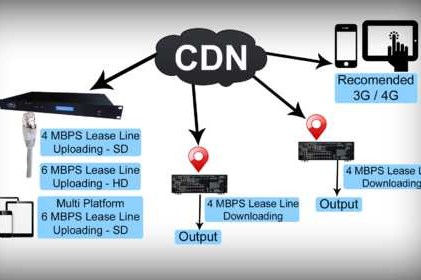 CDN
Recomended
3G / 4G
4 MBPS Lease Line
Uploading - SD
6 MBPS Lease Line
Uploading - HD
Multi Platform
6 MBPS Lease Line
Uploading - SD
4 MBPS Lease Line
Downloading
Output
4 MBPS Lease L
Downloading
Output